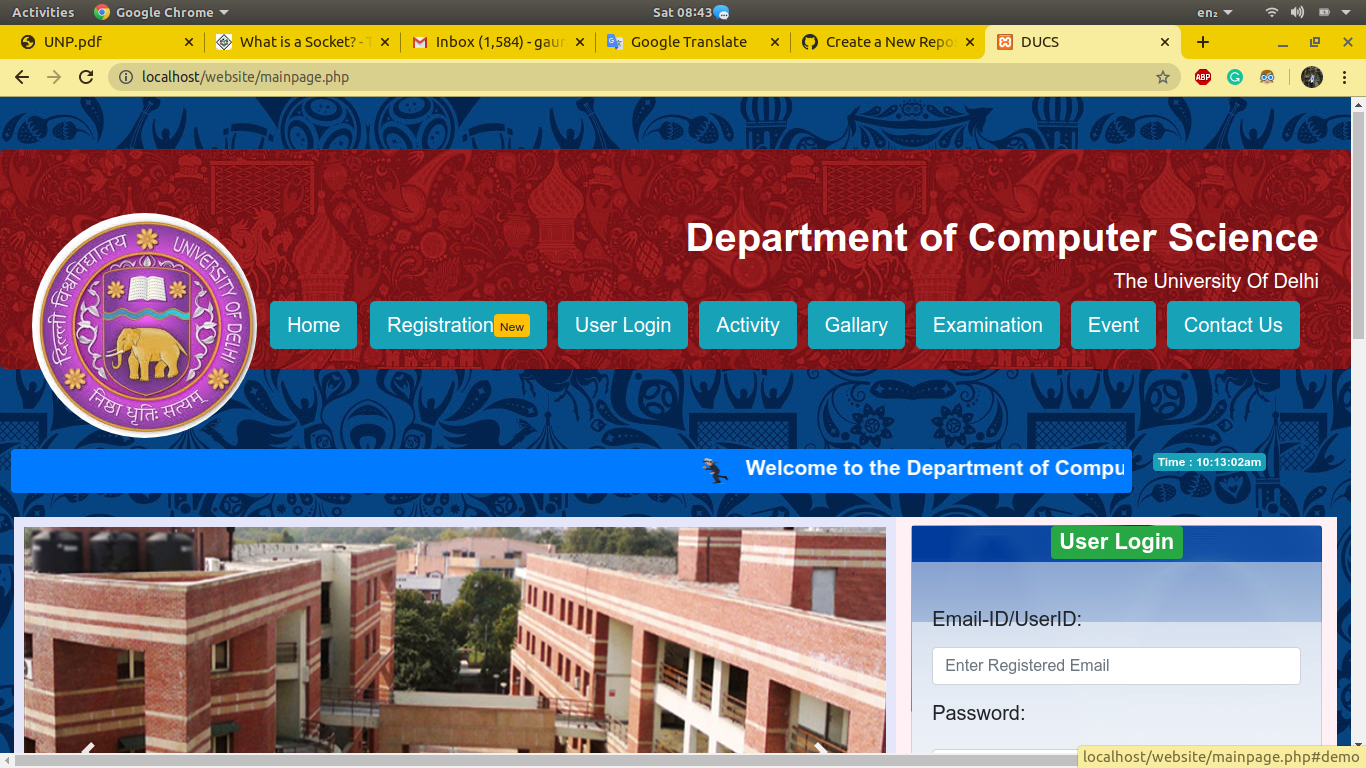 Activities Google Chrome Sat 08:43 en₂
UNP.pdf What is a Socket? - T Inbox (1,584) - gaur Google Translate Create a New Repo DUCS
localhost/website/mainpage.php ABP
Department of Computer Science
The University Of Delhi
दिल्ली विश्वविद्यालय UNIVERSITY OF DELHI
निष्ठा धृतिः सत्यम्
Home Registration New User Login Activity Gallary Examination Event Contact Us
Welcome to the Department of Compu
Time : 10:13:02am
User Login
Email-ID/UserID:
Enter Registered Email
Password:
localhost/website/mainpage.php#demo